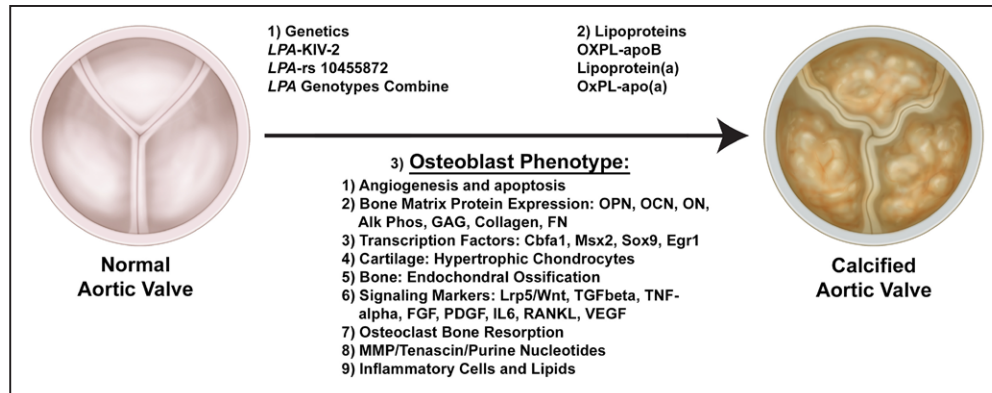 1) Genetics
LPA-KIV-2
LPA-rs 10455872
LPA Genotypes Combine
2) Lipoproteins
OXPL-apoB
Lipoprotein(a)
OxPL-apo(a)
3) Osteoblast Phenotype:
1) Angiogenesis and apoptosis
2) Bone Matrix Protein Expression: OPN, OCN, ON,
Alk Phos, GAG, Collagen, FN
3) Transcription Factors: Cbfa1, Msx2, Sox9, Egr1
4) Cartilage: Hypertrophic Chondrocytes
5) Bone: Endochondral Ossification
6) Signaling Markers: Lrp5/Wnt, TGFbeta, TNF-
alpha, FGF, PDGF, IL6, RANKL, VEGF
7) Osteoclast Bone Resorption
8) MMP/Tenascin/Purine Nucleotides
9) Inflammatory Cells and Lipids
Normal
Aortic Valve
Calcified
Aortic Valve